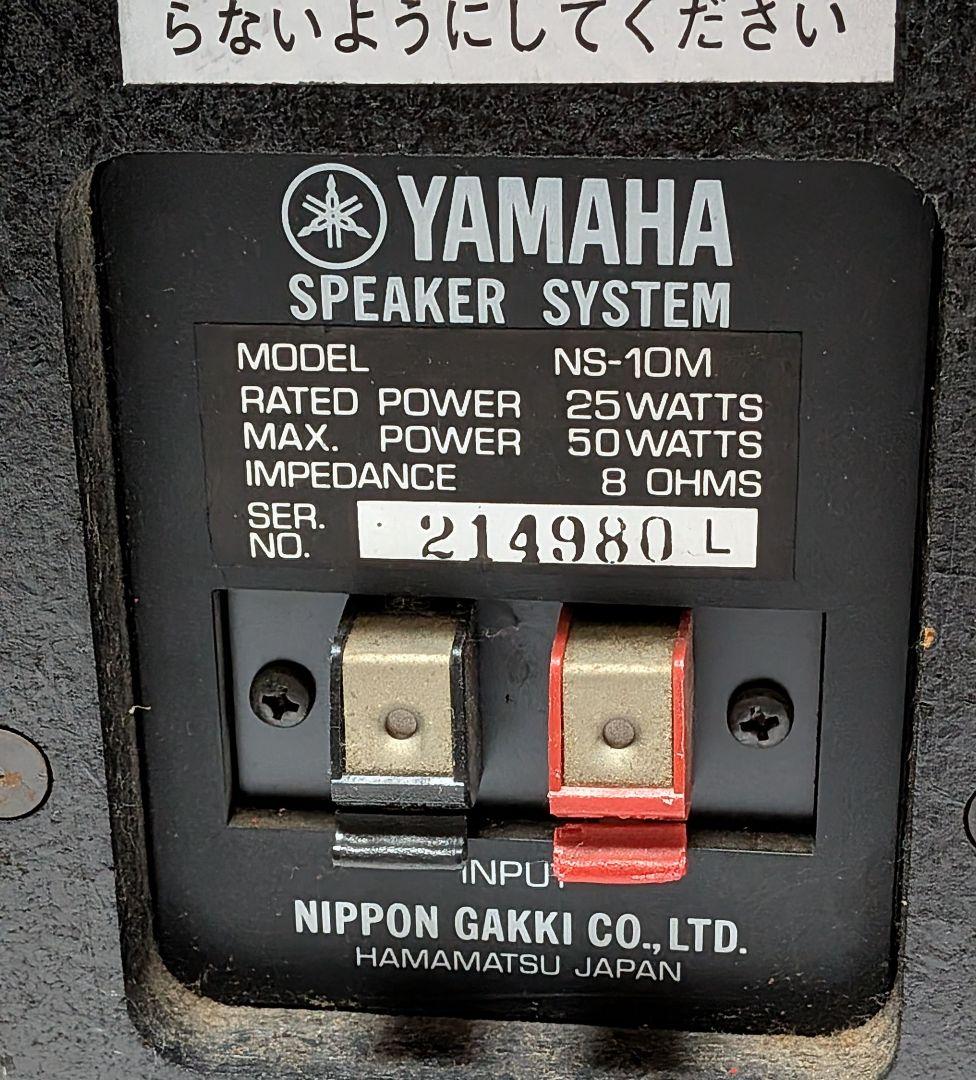 らないようにしてください
YAMAHA
SPEAKER SYSTEM
MODEL NS-10M
RATED POWER 25WATTS
MAX. POWER 50WATTS
IMPEDANCE 8 OHMS
SER. NO. 214980 L
INPUT
NIPPON GAKKI CO., LTD.
HAMAMATSU JAPAN